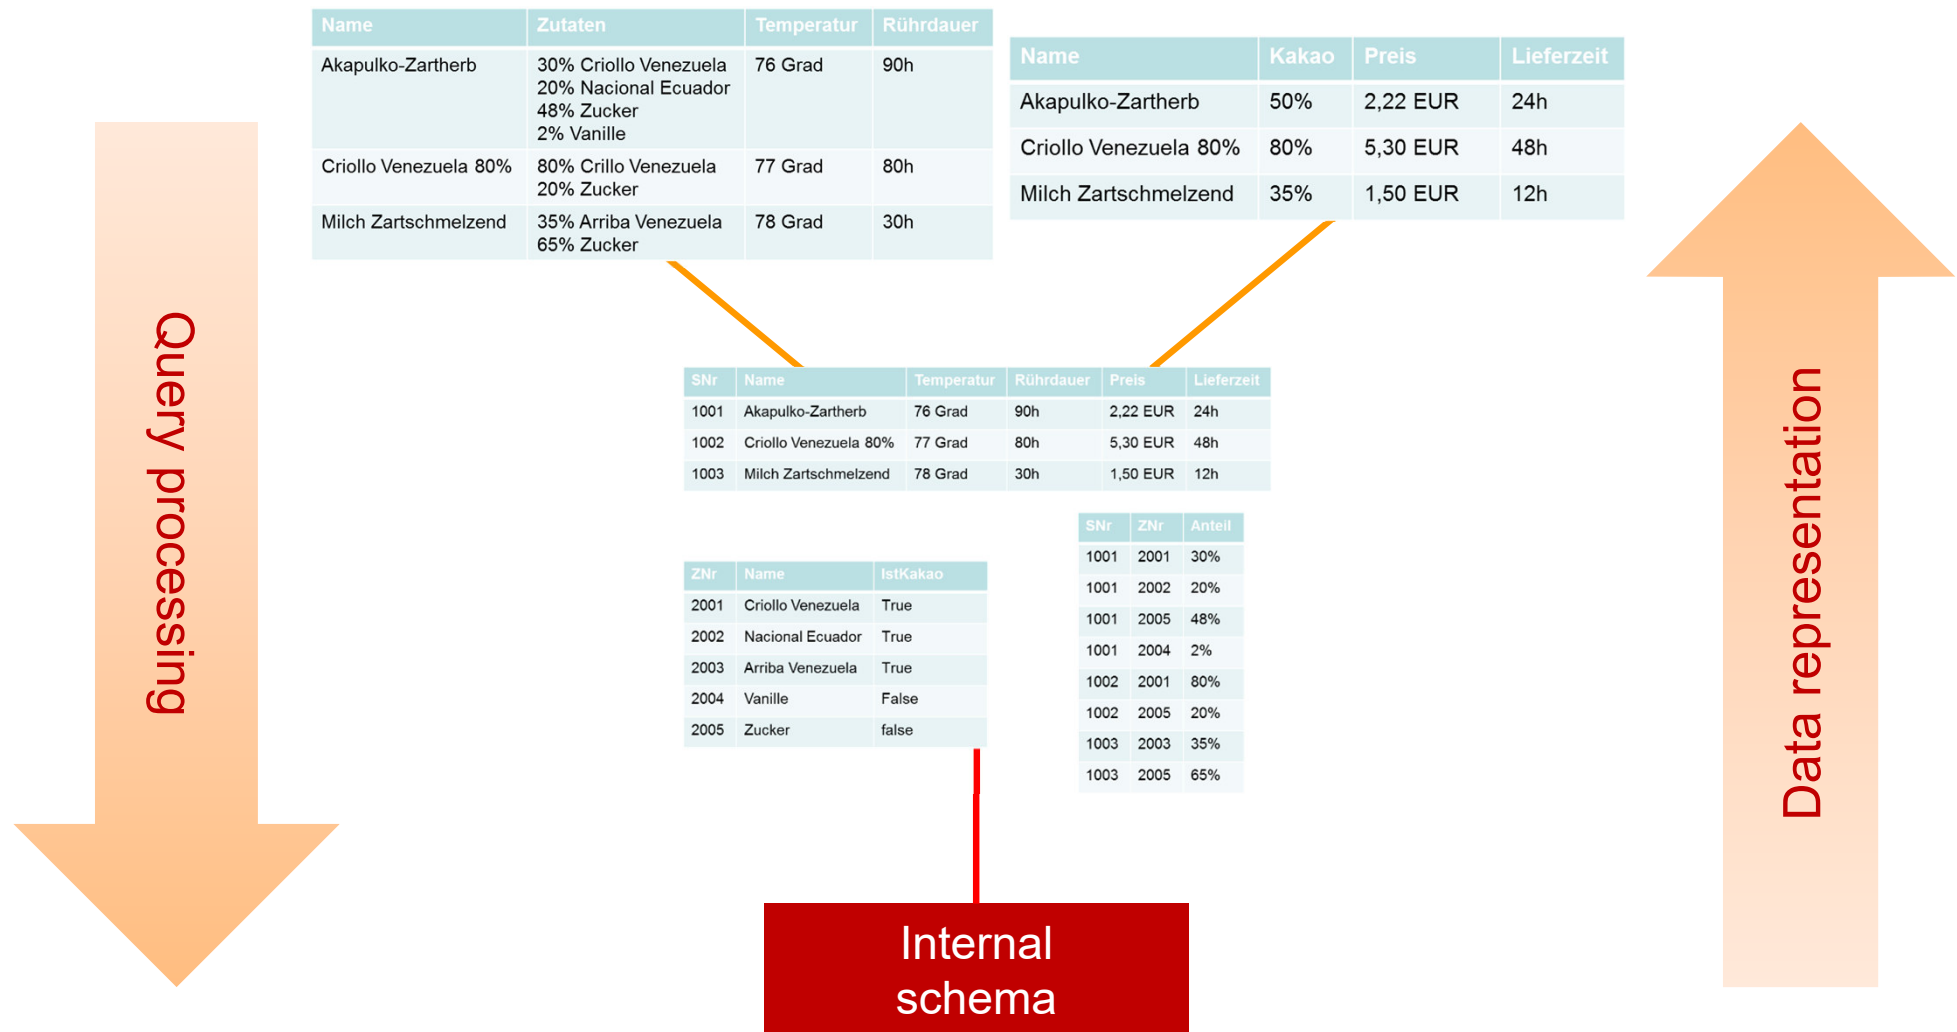 Name Zutaten Temperatur Rührdauer
Akapulko-Zartherb 30% Criollo Venezuela 76 Grad 90h
20% Nacional Ecuador
48% Zucker
2% Vanille
Criollo Venezuela 80% 80% Crillo Venezuela 77 Grad 80h
20% Zucker
Milch Zartschmelzend 35% Arriba Venezuela 78 Grad 30h
65% Zucker
Name Kakao Preis Lieferzeit
Akapulko-Zartherb 50% 2,22 EUR 24h
Criollo Venezuela 80% 80% 5,30 EUR 48h
Milch Zartschmelzend 35% 1,50 EUR 12h
Query processing
SNr Name Temperatur Rührdauer Preis Lieferzeit
1001 Akapulko-Zartherb 76 Grad 90h 2,22 EUR 24h
1002 Criollo Venezuela 80% 77 Grad 80h 5,30 EUR 48h
1003 Milch Zartschmelzend 78 Grad 30h 1,50 EUR 12h
ZNr Name IstKakao
2001 Criollo Venezuela True
2002 Nacional Ecuador True
2003 Arriba Venezuela True
2004 Vanille False
2005 Zucker false
SNr ZNr Anteil
1001 2001 30%
1001 2002 20%
1001 2005 48%
1001 2004 2%
1002 2001 80%
1002 2005 20%
1003 2003 35%
1003 2005 65%
Data representation
Internal
schema